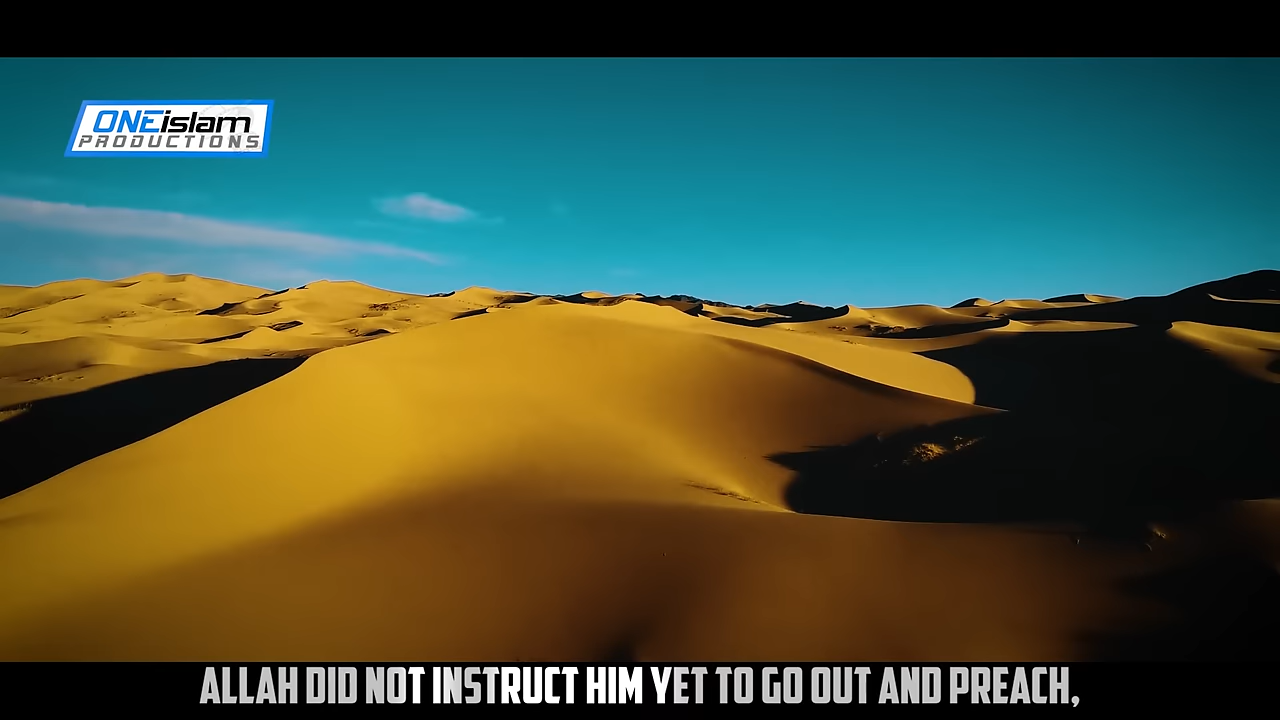 ONEislam
PRODUCTIONS
ALLAH DID NOT INSTRUCT HIM YET TO GO OUT AND PREACH,